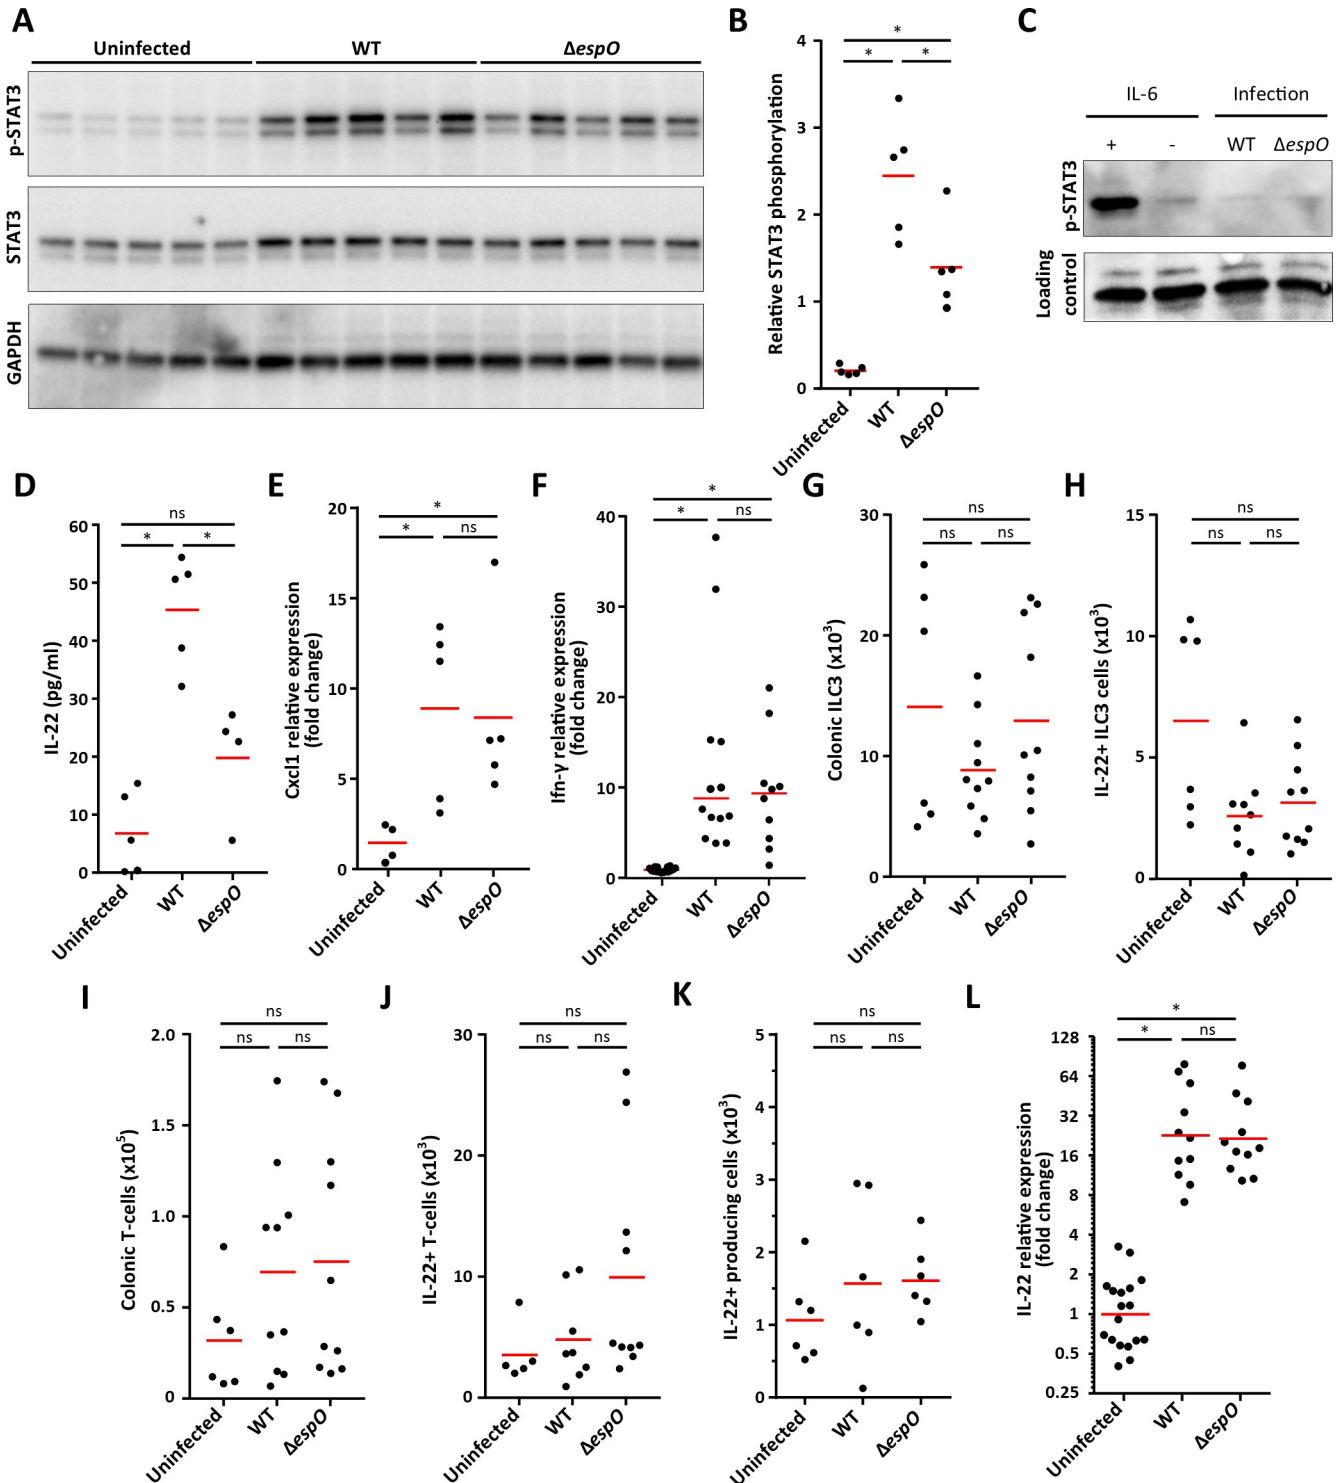 A
Uninfected WT ΔespO
p-STAT3
STAT3
GAPDH
B
Relative STAT3 phosphorylation
4
3
2
1
0
*
* *
Uninfected
WT
ΔespO
C
IL-6 Infection
+ - WT ΔespO
p-STAT3
Loading
control
D
IL-22 (pg/ml)
60
50
40
30
20
10
0
ns
* *
Uninfected
WT
ΔespO
E
Cxcl1 relative expression
(fold change)
20
15
10
5
0
*
* ns
Uninfected
WT
ΔespO
F
Ifn-γ relative expression
(fold change)
40
30
20
10
0
*
* ns
Uninfected
WT
ΔespO
G
Colonic ILC3 (x10³)
30
20
10
0
ns
ns ns
Uninfected
WT
ΔespO
H
IL-22+ ILC3 cells (x10³)
15
10
5
0
ns
ns ns
Uninfected
WT
ΔespO
I
Colonic T-cells (x10⁵)
2.0
1.5
1.0
0.5
0
ns
ns ns
Uninfected
WT
ΔespO
J
IL-22+ T-cells (x10³)
30
20
10
0
ns
ns ns
Uninfected
WT
ΔespO
K
IL-22+ producing cells (x10³)
5
4
3
2
1
0
ns
ns ns
Uninfected
WT
ΔespO
L
IL-22 relative expression
(fold change)
128
64
32
16
8
4
2
1
0.5
0.25
*
* ns
Uninfected
WT
ΔespO